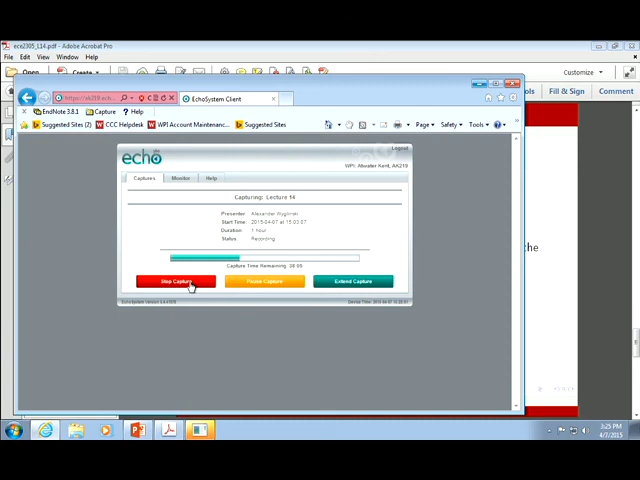 ece2305_L14.pdf - Adobe Acrobat Pro
File Edit View Window Help
Open Create Customize
EchoSystem Client
EndNote 3.8.1 Capture Help
Suggested Sites (2) CCC Helpdesk WPI Account Maintenanc... Suggested Sites Page Safety Tools
Tools Fill & Sign Comment
Logout
echo
WPI: Atwater Kent, AK219
Captures Monitor Help
Capturing: Lecture 14
Presenter: Alexander Wyglinski
Start Time: 2015-04-07 at 15:03:07
Duration: 1 hour
Status: Recording
Capture Time Remaining:
Stop Capture Pause Capture Extend Capture
che
3:25 PM
4/7/2015